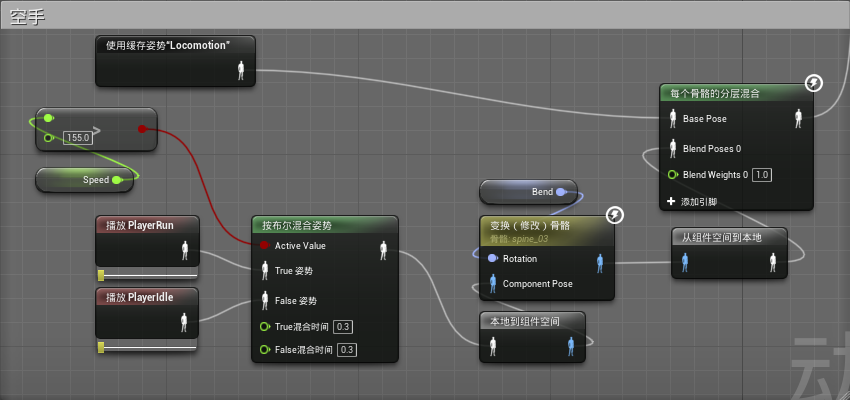 空手
使用缓存姿势"Locomotion"
155.0
>
Speed
播放 PlayerRun
播放 PlayerIdle
按布尔混合姿势
Active Value
True 姿势
False 姿势
True混合时间 0.3
False混合时间 0.3
Bend
变换（修改）骨骼
骨骼: spine_03
Rotation
Component Pose
本地到组件空间
每个骨骼的分层混合
Base Pose
Blend Poses 0
Blend Weights 0 1.0
添加引脚
从组件空间到本地